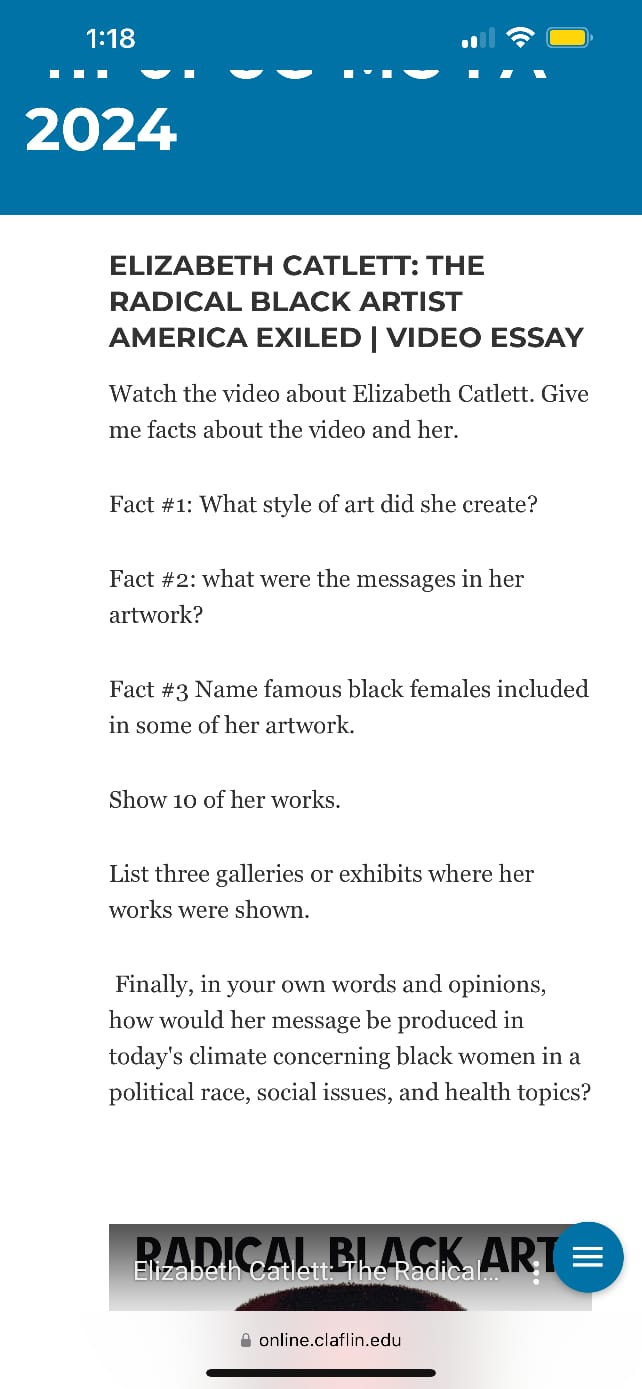 1:18
2024
ELIZABETH CATLETT: THE
RADICAL BLACK ARTIST
AMERICA EXILED | VIDEO ESSAY
Watch the video about Elizabeth Catlett. Give
me facts about the video and her.
Fact #1: What style of art did she create?
Fact #2: what were the messages in her
artwork?
Fact #3 Name famous black females included
in some of her artwork.
Show 10 of her works.
List three galleries or exhibits where her
works were shown.
Finally, in your own words and opinions,
how would her message be produced in
today's climate concerning black women in a
political race, social issues, and health topics?
RADICAL BLACK ART
Elizabeth Catlett: The Radical...
online.claflin.edu